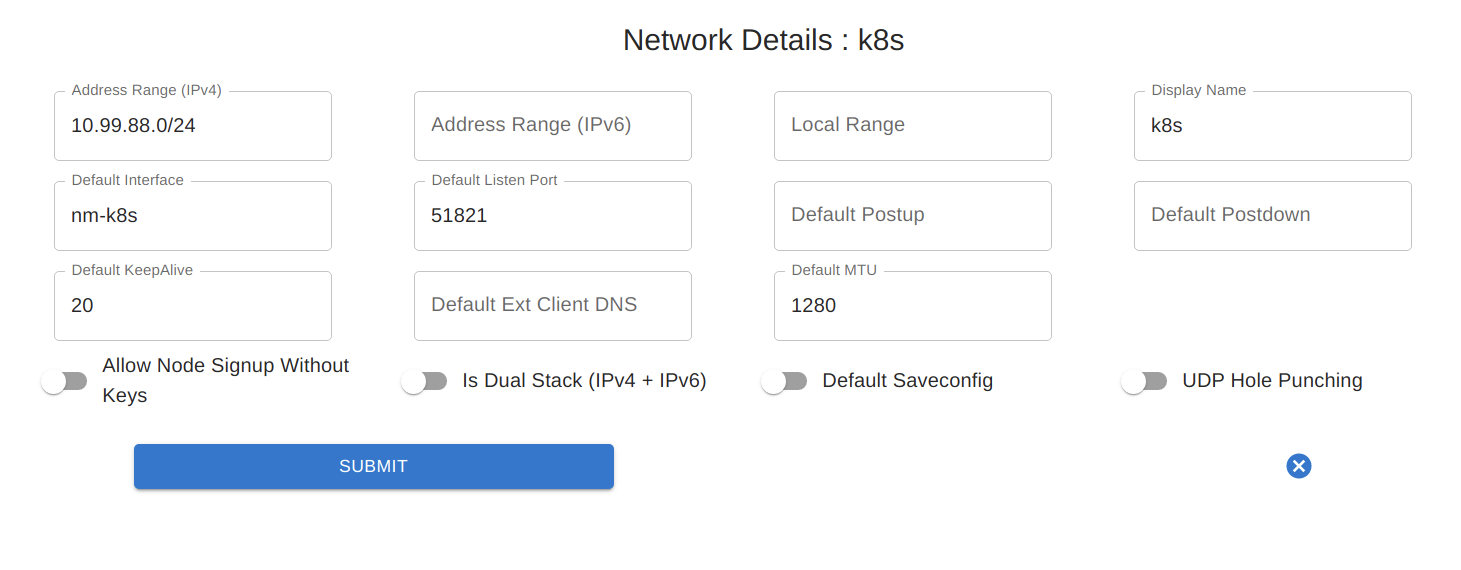 Network Details : k8s
Address Range (IPv4)
10.99.88.0/24
Address Range (IPv6)
Local Range
Display Name
k8s
Default Interface
nm-k8s
Default Listen Port
51821
Default Postup
Default Postdown
Default KeepAlive
20
Default Ext Client DNS
Default MTU
1280
Allow Node Signup Without
Keys
Is Dual Stack (IPv4 + IPv6)
Default Saveconfig
UDP Hole Punching
SUBMIT